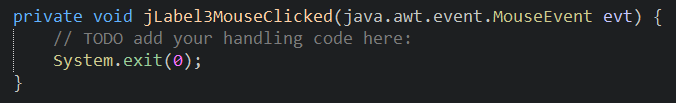 private void jLabel3MouseClicked(java.awt.event.MouseEvent evt) {
    // TODO add your handling code here:
    System.exit(0);
}